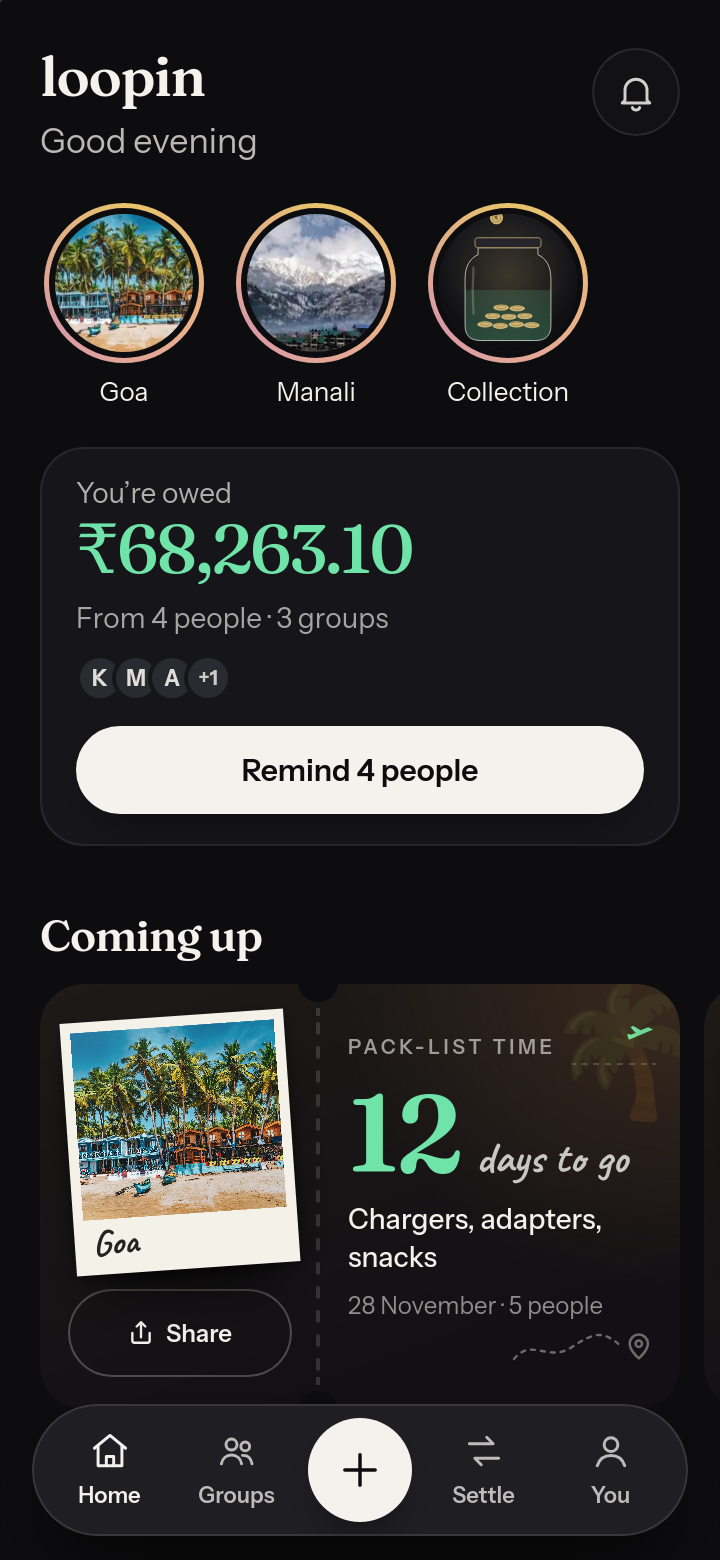 loopin
Good evening
Goa
Manali
Collection
You’re owed
₹68,263.10
From 4 people · 3 groups
K M A +1
Remind 4 people
Coming up
PACK-LIST TIME
12 days to go
Goa
Chargers, adapters,
snacks
28 November · 5 people
Share
Home
Groups
Settle
You